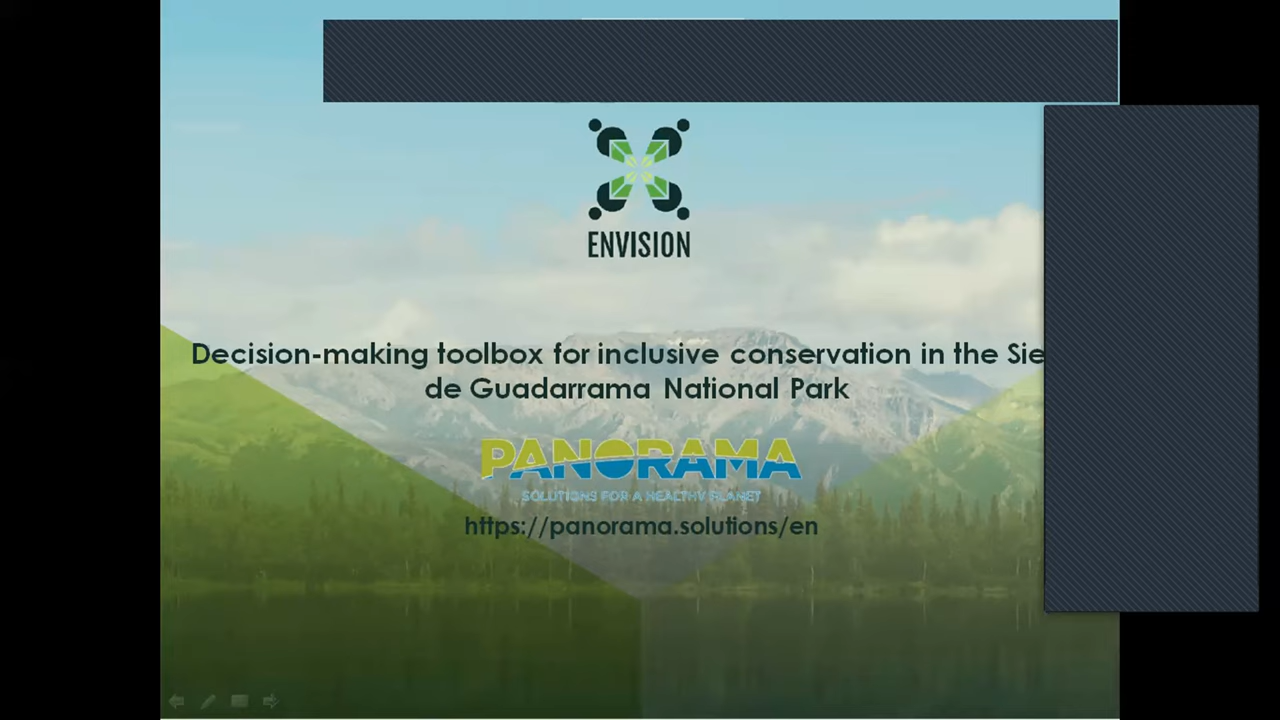 ENVISION
Decision-making toolbox for inclusive conservation in the Sie
de Guadarrama National Park
PANORAMA
SOLUTIONS FOR A HEALTHY PLANET
https://panorama.solutions/en